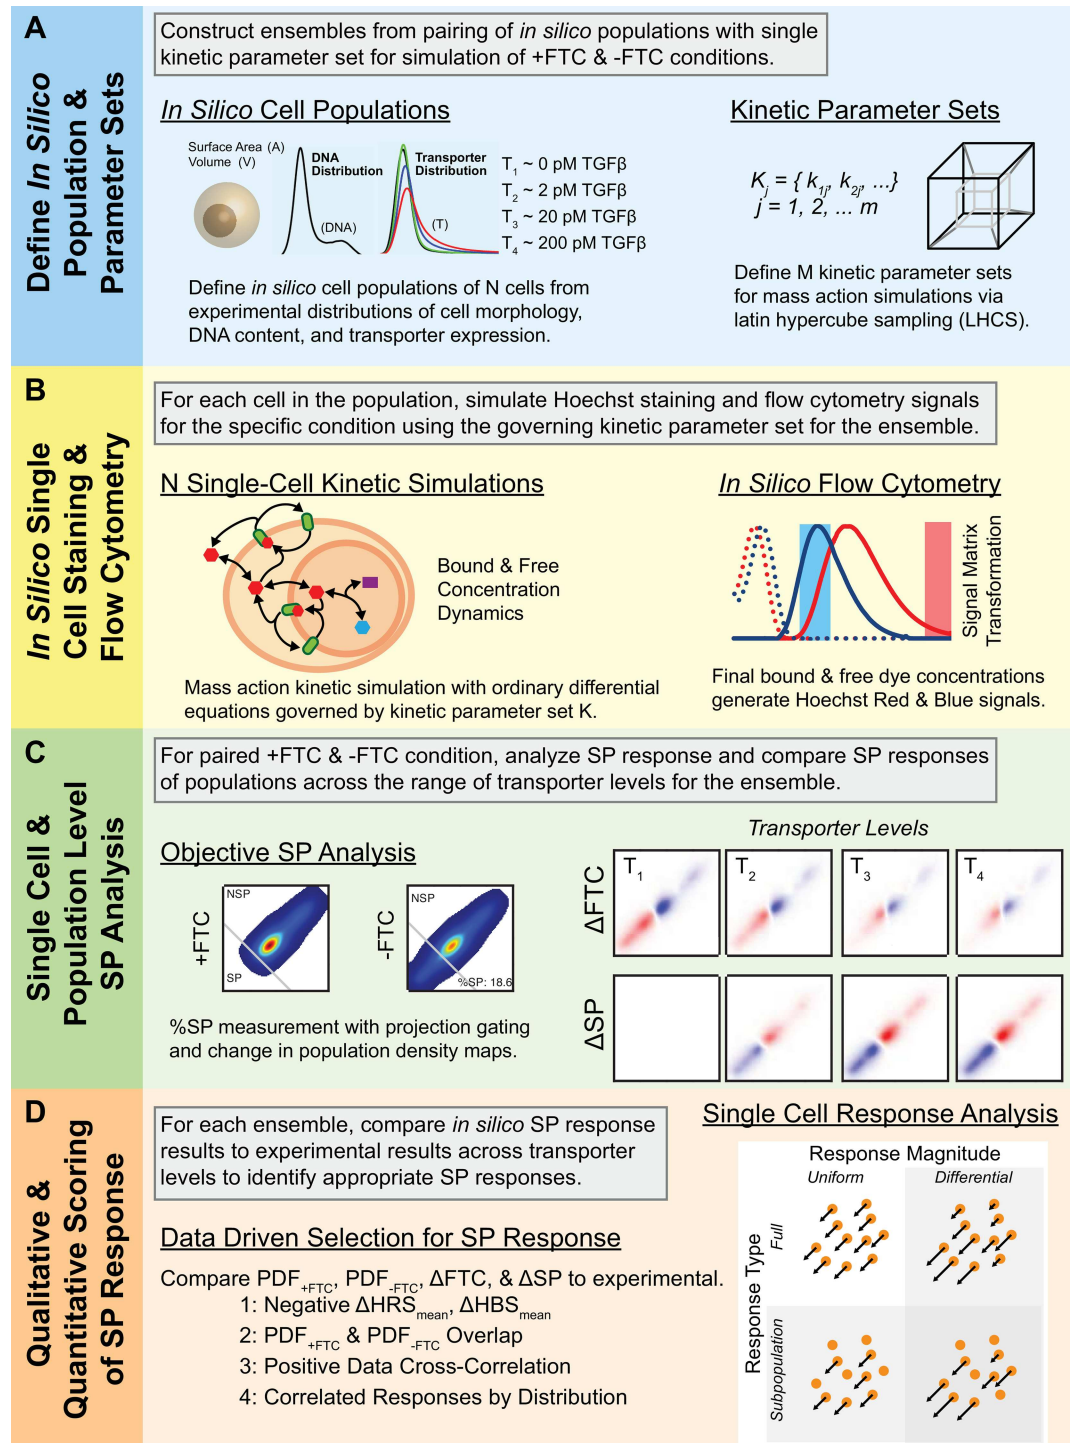 A
Define In Silico
Population &
Parameter Sets
Construct ensembles from pairing of in silico populations with single
kinetic parameter set for simulation of +FTC & -FTC conditions.
In Silico Cell Populations
Surface Area (A)
Volume (V)
DNA
Distribution
(DNA)
Transporter
Distribution
(T)
T1 ~ 0 pM TGFβ
T2 ~ 2 pM TGFβ
T3 ~ 20 pM TGFβ
T4 ~ 200 pM TGFβ
Define in silico cell populations of N cells from
experimental distributions of cell morphology,
DNA content, and transporter expression.
Kinetic Parameter Sets
Kj = { k1j, k2j, ...}
j = 1, 2, ... m
Define M kinetic parameter sets
for mass action simulations via
latin hypercube sampling (LHCS).
B
In Silico Single
Cell Staining &
Flow Cytometry
For each cell in the population, simulate Hoechst staining and flow cytometry signals
for the specific condition using the governing kinetic parameter set for the ensemble.
N Single-Cell Kinetic Simulations
Bound & Free
Concentration
Dynamics
Mass action kinetic simulation with ordinary differential
equations governed by kinetic parameter set K.
In Silico Flow Cytometry
Signal Matrix
Transformation
Final bound & free dye concentrations
generate Hoechst Red & Blue signals.
C
Single Cell &
Population Level
SP Analysis
For paired +FTC & -FTC condition, analyze SP response and compare SP responses
of populations across the range of transporter levels for the ensemble.
Objective SP Analysis
+FTC
NSP
SP
-FTC
NSP
%SP: 18.6
%SP measurement with projection gating
and change in population density maps.
Transporter Levels
ΔFTC
T1
T2
T3
T4
ΔSP
D
Qualitative &
Quantitative Scoring
of SP Response
For each ensemble, compare in silico SP response
results to experimental results across transporter
levels to identify appropriate SP responses.
Data Driven Selection for SP Response
Compare PDF+FTC, PDF-FTC, ΔFTC, & ΔSP to experimental.
1: Negative ΔHRSmean, ΔHBSmean
2: PDF+FTC & PDF-FTC Overlap
3: Positive Data Cross-Correlation
4: Correlated Responses by Distribution
Single Cell Response Analysis
Response Magnitude
Uniform
Differential
Response Type
Full
Subpopulation